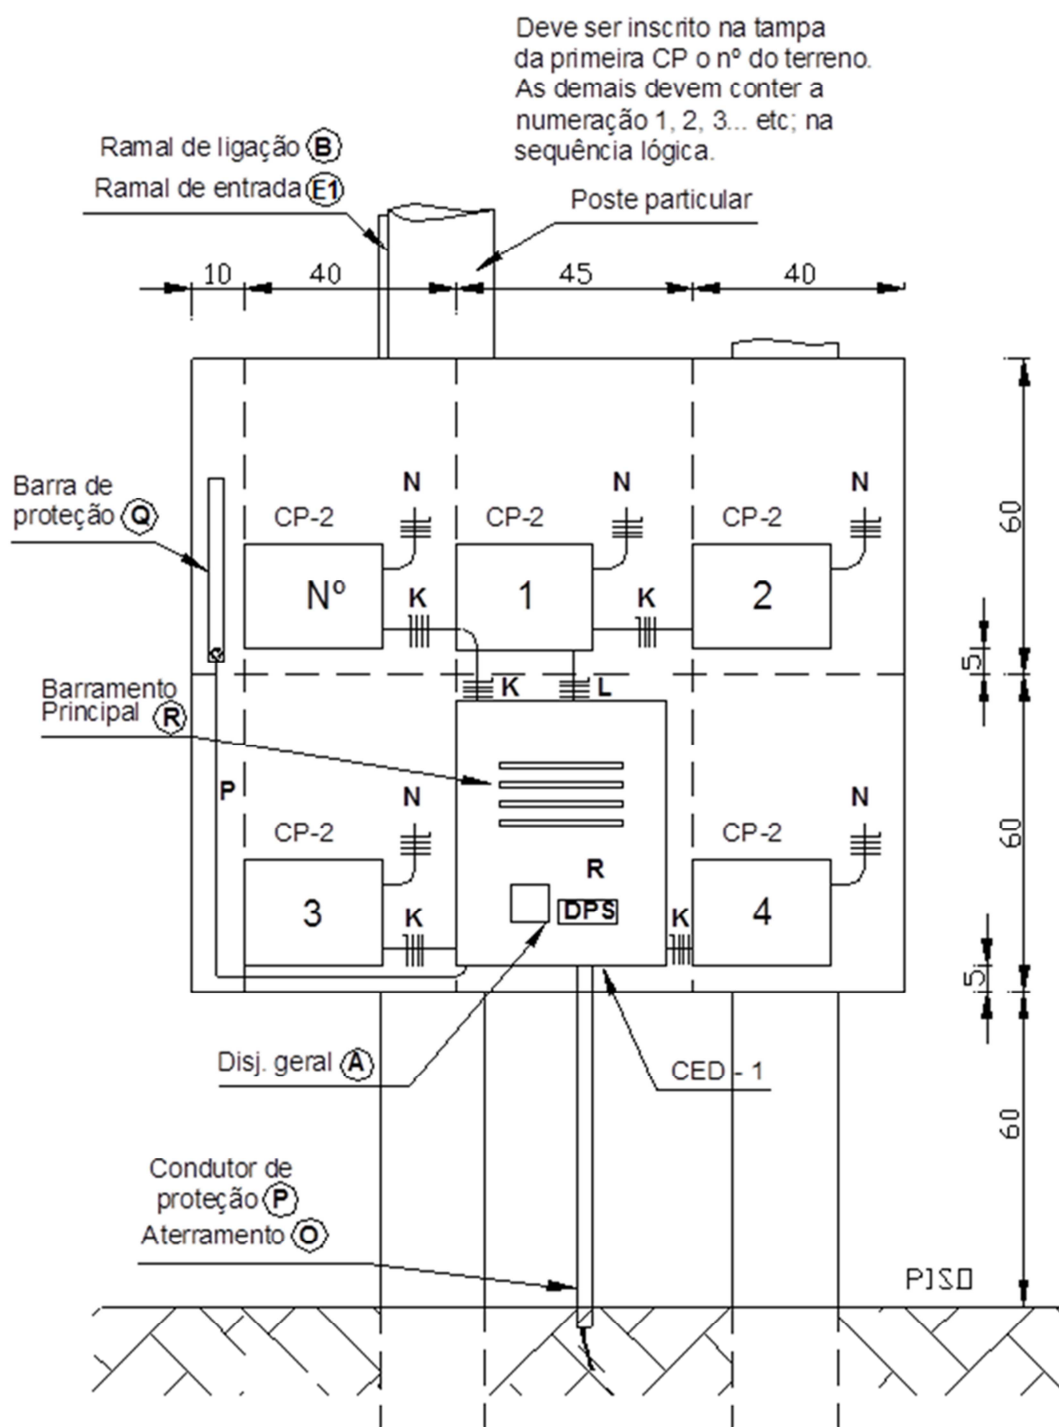 Deve ser inscrito na tampa
da primeira CP o nº do terreno.
As demais devem conter a
numeração 1, 2, 3... etc; na
sequência lógica.
Ramal de ligação B
Ramal de entrada E1
Poste particular
10 40 45 40
Barra de
proteção Q
N N N
CP-2 CP-2 CP-2
60
Nº 1 2
K K
5
K L
Barramento
Principal R
P
N N
CP-2 CP-2
60
R
3 DPS 4
K K
5
Disj. geral A
CED - 1
60
Condutor de
proteção P
Aterramento O
PISO